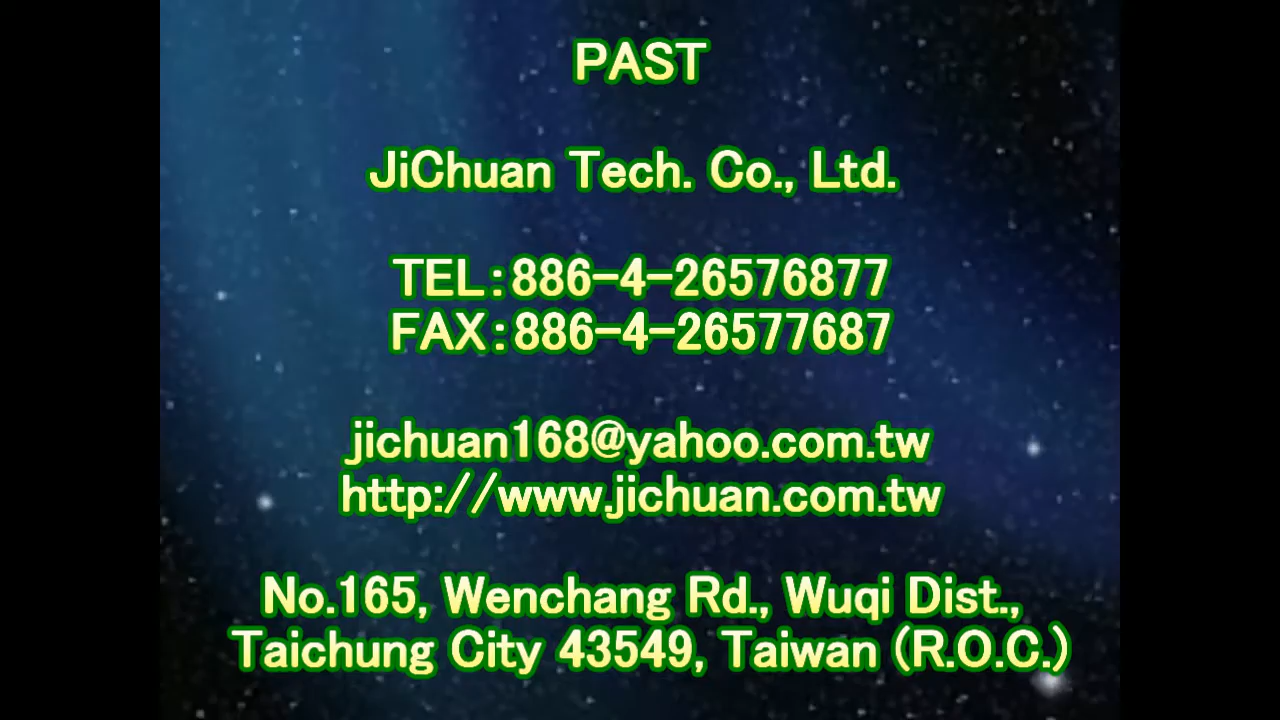 PAST
JiChuan Tech. Co., Ltd.
TEL:886-4-26576877
FAX:886-4-26577687
jichuan168@yahoo.com.tw
http://www.jichuan.com.tw
No.165, Wenchang Rd., Wuqi Dist.,
Taichung City 43549, Taiwan (R.O.C.)